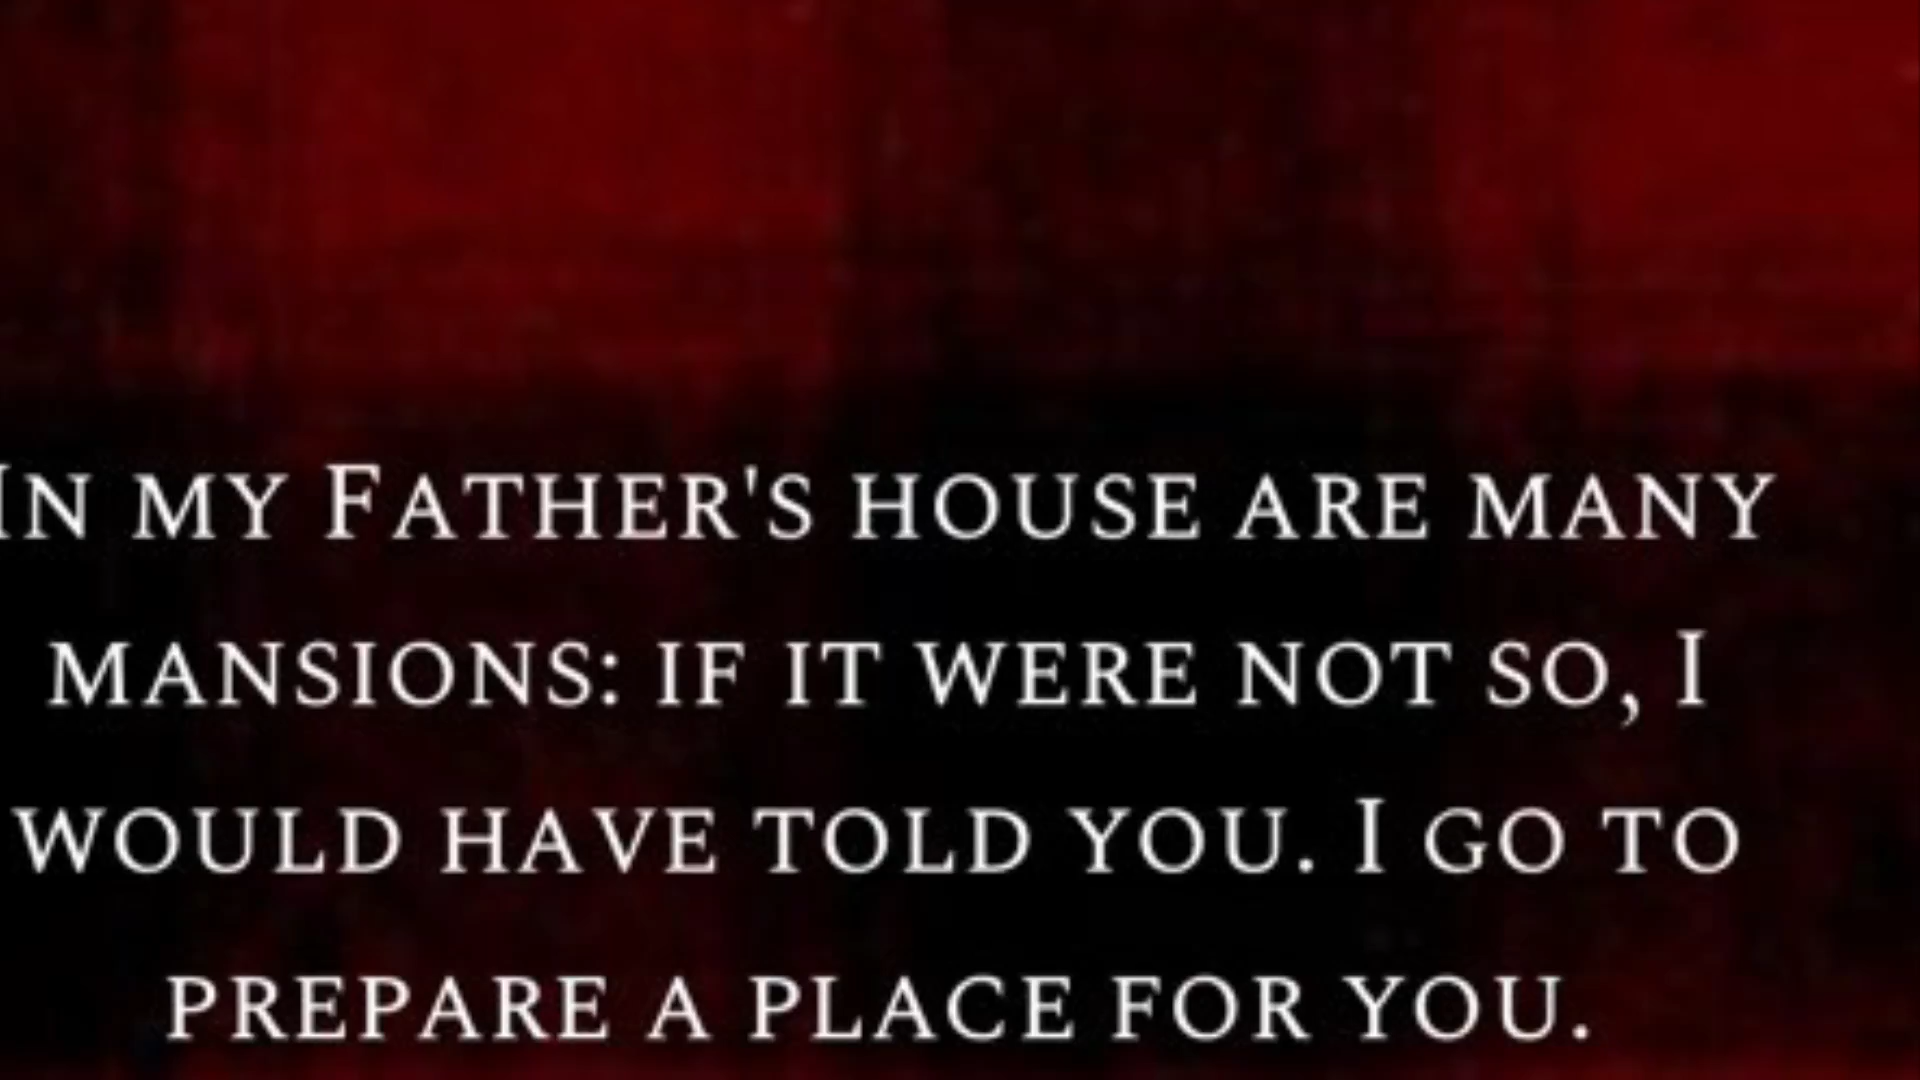 In my Father's house are many
mansions: if it were not so, I
would have told you. I go to
prepare a place for you.